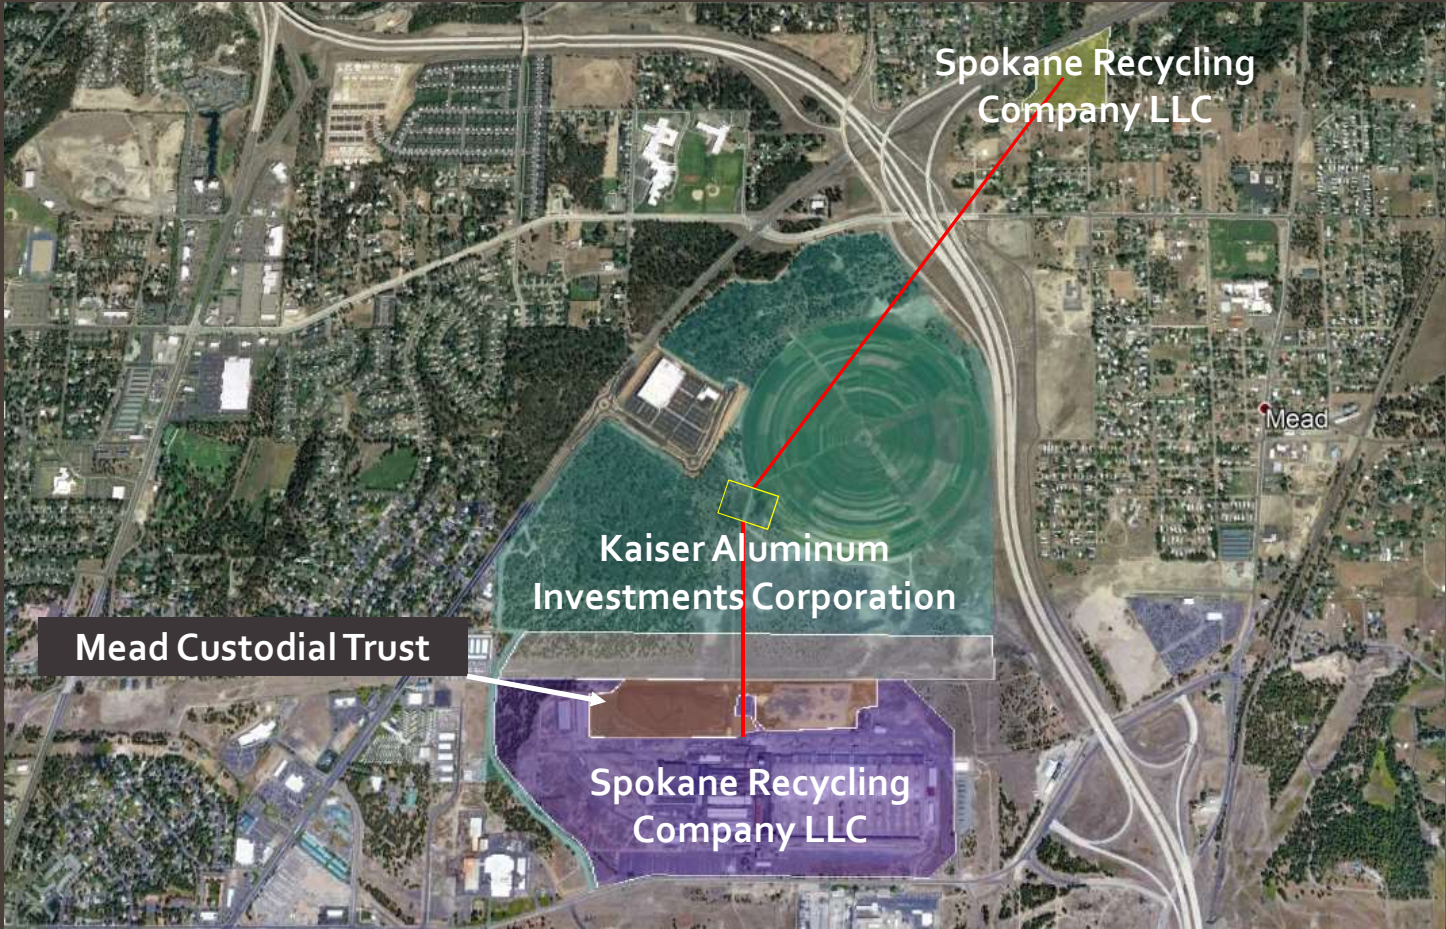 Spokane Recycling
Company LLC
Mead
Kaiser Aluminum
Investments Corporation
Mead Custodial Trust
Spokane Recycling
Company LLC